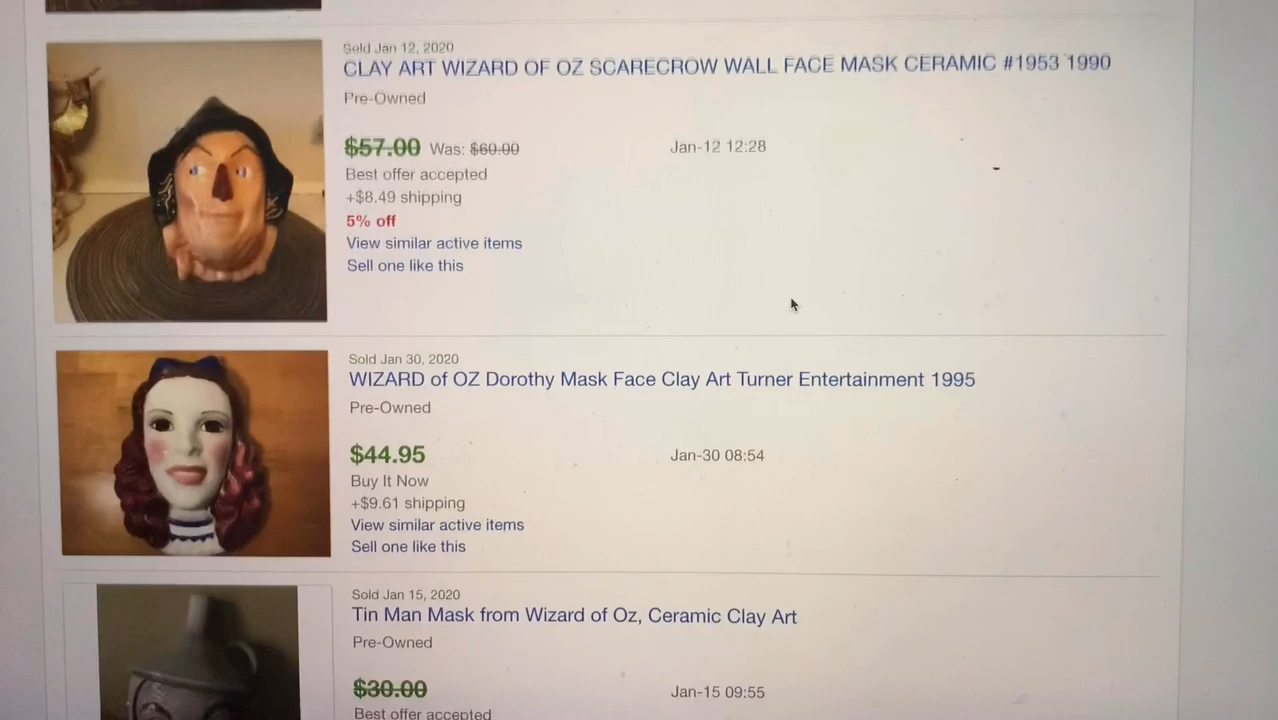 Sold Jan 12, 2020
CLAY ART WIZARD OF OZ SCARECROW WALL FACE MASK CERAMIC #1953 1990
Pre-Owned
$57.00 Was: $60.00 Jan-12 12:28
Best offer accepted
+$8.49 shipping
5% off
View similar active items
Sell one like this
Sold Jan 30, 2020
WIZARD of OZ Dorothy Mask Face Clay Art Turner Entertainment 1995
Pre-Owned
$44.95 Jan-30 08:54
Buy It Now
+$9.61 shipping
View similar active items
Sell one like this
Sold Jan 15, 2020
Tin Man Mask from Wizard of Oz, Ceramic Clay Art
Pre-Owned
$30.00 Jan-15 09:55
Best offer accepted